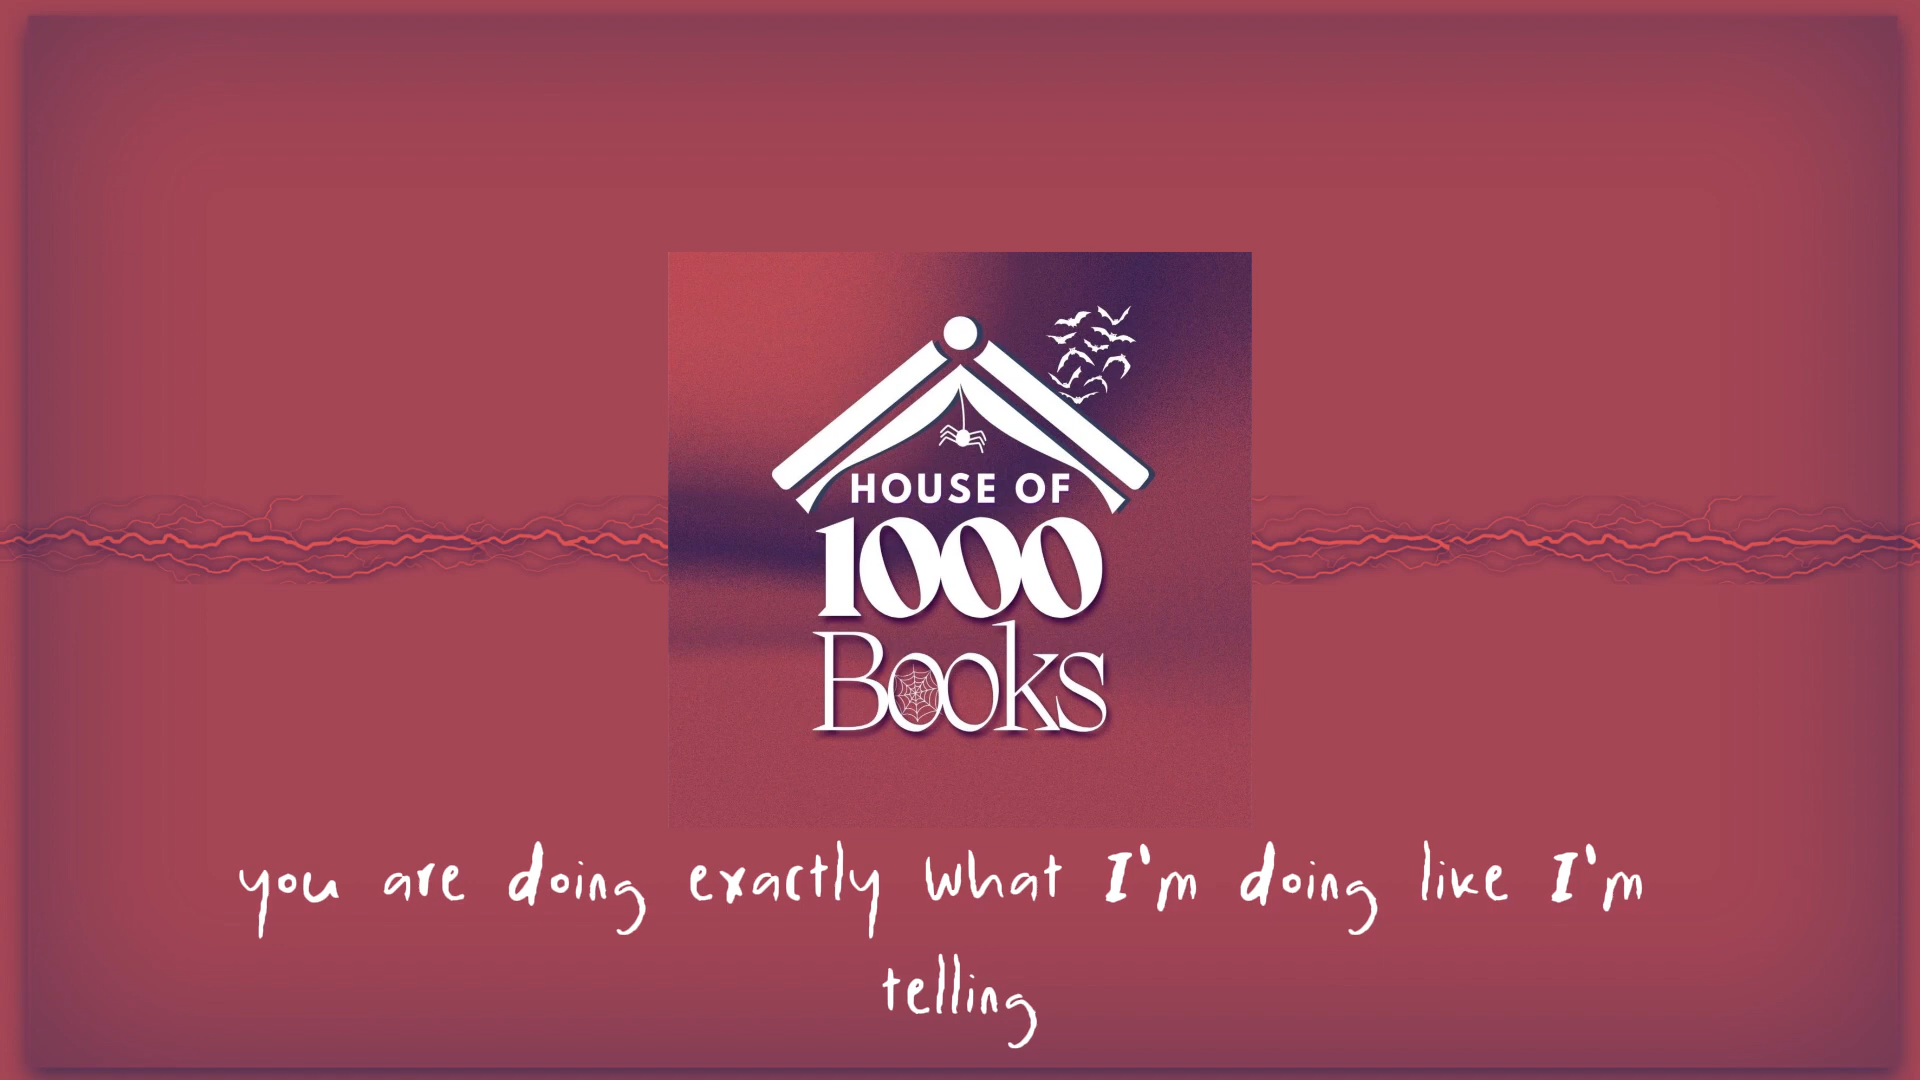 HOUSE OF
1000
Books
you are doing exactly what I'm doing like I'm
telling